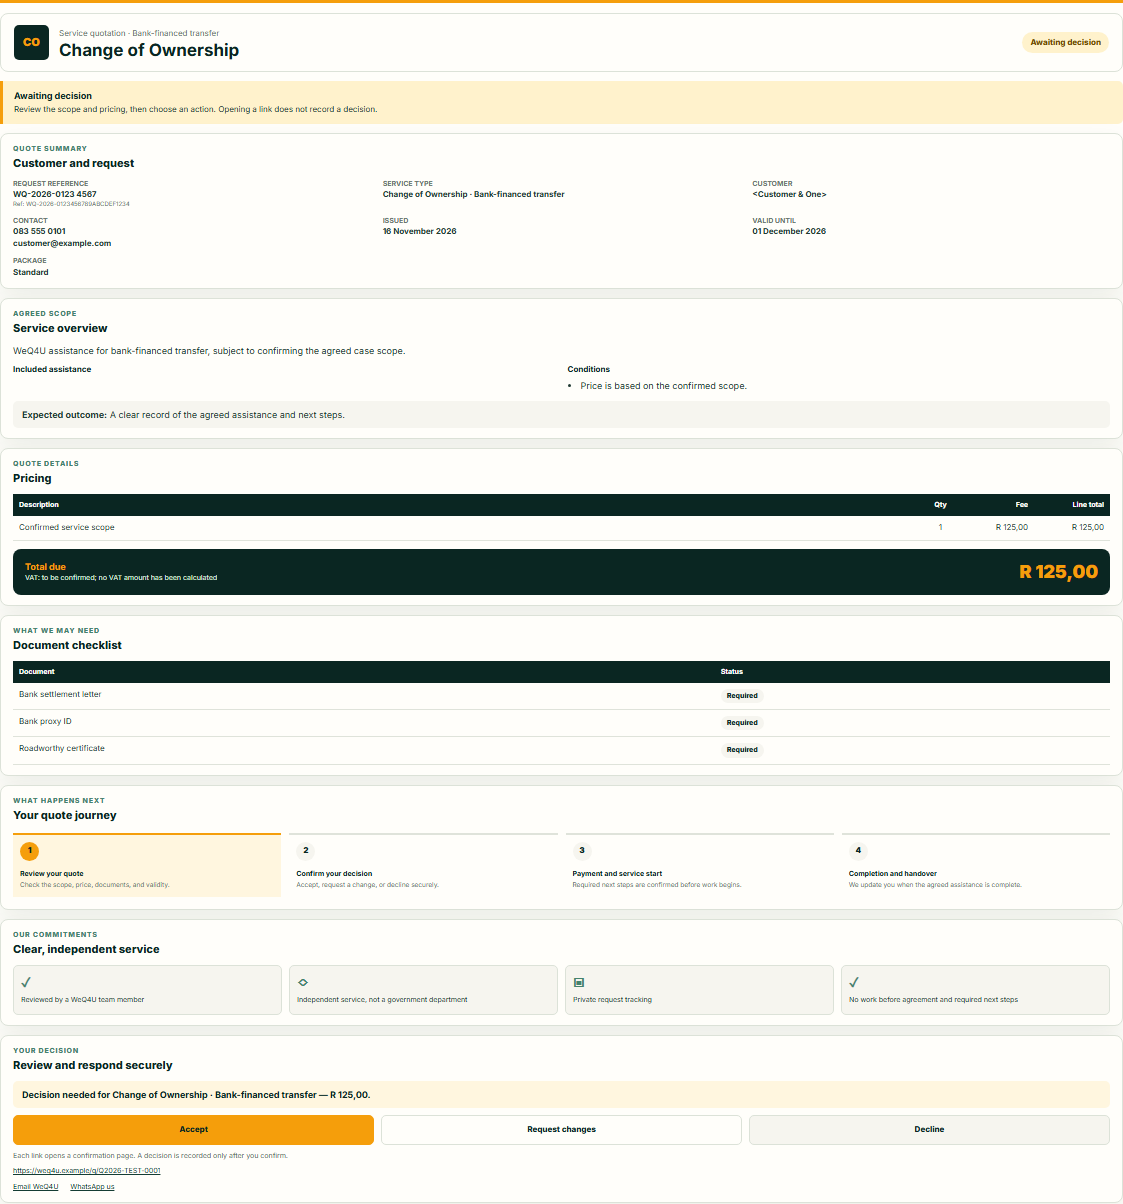 CO
Service quotation · Bank-financed transfer
Change of Ownership
Awaiting decision
Awaiting decision
Review the scope and pricing, then choose an action. Opening a link does not record a decision.
QUOTE SUMMARY
Customer and request
REQUEST REFERENCE
WQ-2026-0123 4567
Ref: WQ-2026-0123456789ABCDEF1234
SERVICE TYPE
Change of Ownership · Bank-financed transfer
CUSTOMER
<Customer & One>
CONTACT
083 555 0101
customer@example.com
ISSUED
16 November 2026
VALID UNTIL
01 December 2026
PACKAGE
Standard
AGREED SCOPE
Service overview
WeQ4U assistance for bank-financed transfer, subject to confirming the agreed case scope.
Included assistance
Conditions
• Price is based on the confirmed scope.
Expected outcome: A clear record of the agreed assistance and next steps.
QUOTE DETAILS
Pricing
Description Qty Fee Line total
Confirmed service scope 1 R 125,00 R 125,00
Total due
VAT: to be confirmed; no VAT amount has been calculated
R 125,00
WHAT WE MAY NEED
Document checklist
Document Status
Bank settlement letter Required
Bank proxy ID Required
Roadworthy certificate Required
WHAT HAPPENS NEXT
Your quote journey
1
Review your quote
Check the scope, price, documents, and validity.
2
Confirm your decision
Accept, request a change, or decline securely.
3
Payment and service start
Required next steps are confirmed before work begins.
4
Completion and handover
We update you when the agreed assistance is complete.
OUR COMMITMENTS
Clear, independent service
Reviewed by a WeQ4U team member
Independent service, not a government department
Private request tracking
No work before agreement and required next steps
YOUR DECISION
Review and respond securely
Decision needed for Change of Ownership · Bank-financed transfer — R 125,00.
Accept
Request changes
Decline
Each link opens a confirmation page. A decision is recorded only after you confirm.
https://weq4u.example/q/Q2026-TEST-0001
Email WeQ4U WhatsApp us